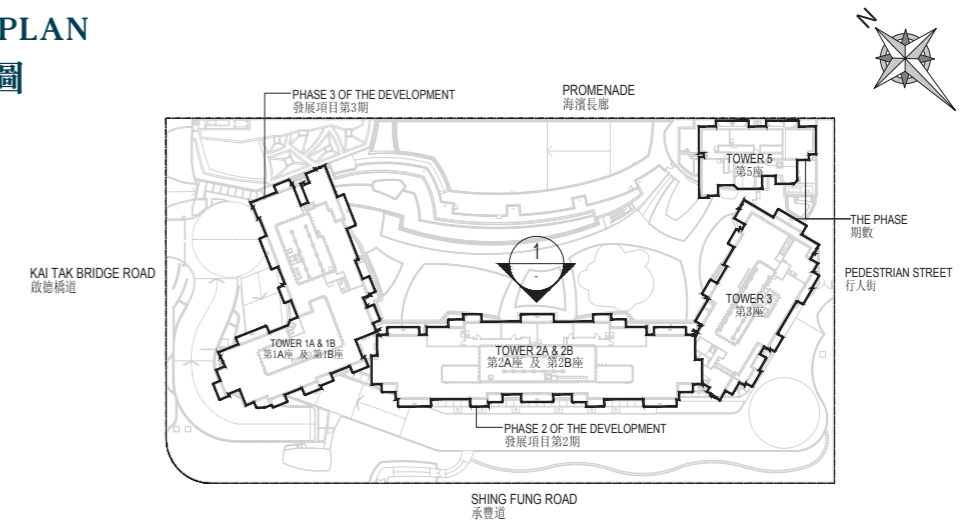 PLAN
圖
N
PHASE 3 OF THE DEVELOPMENT
發展項目第3期
PROMENADE
海濱長廊
TOWER 5
第5座
THE PHASE
期數
KAI TAK BRIDGE ROAD
啟德橋道
1
-
PEDESTRIAN STREET
行人街
TOWER 3
第3座
TOWER 1A & 1B
第1A座 及 第1B座
TOWER 2A & 2B
第2A座 及 第2B座
PHASE 2 OF THE DEVELOPMENT
發展項目第2期
SHING FUNG ROAD
承豐道